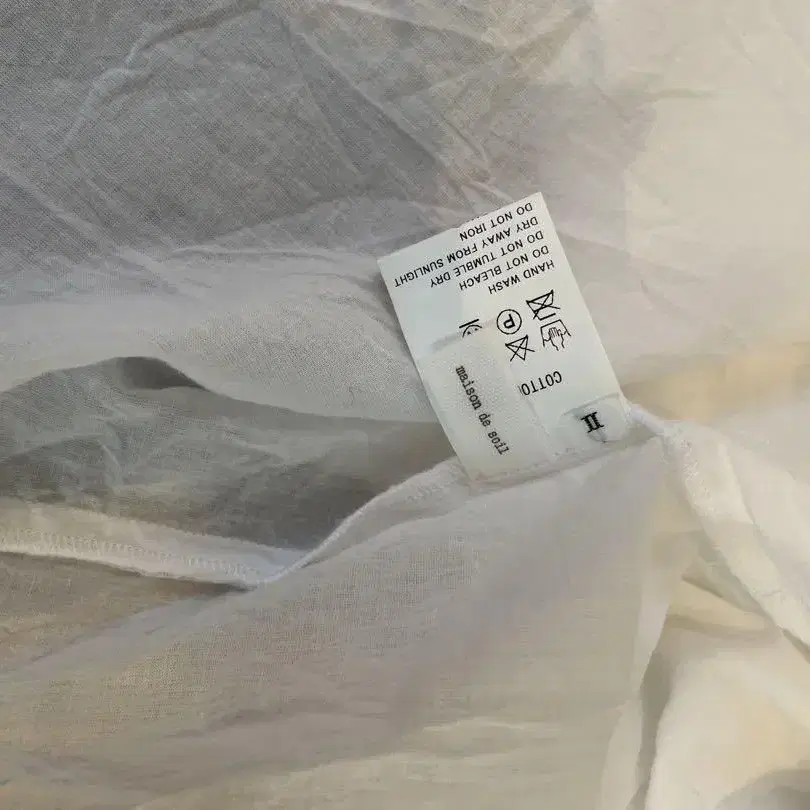 maison de soil
II
COTTO
HAND WASH
DO NOT BLEACH
DO NOT TUMBLE DRY
DRY AWAY FROM SUNLIGHT
DO NOT IRON